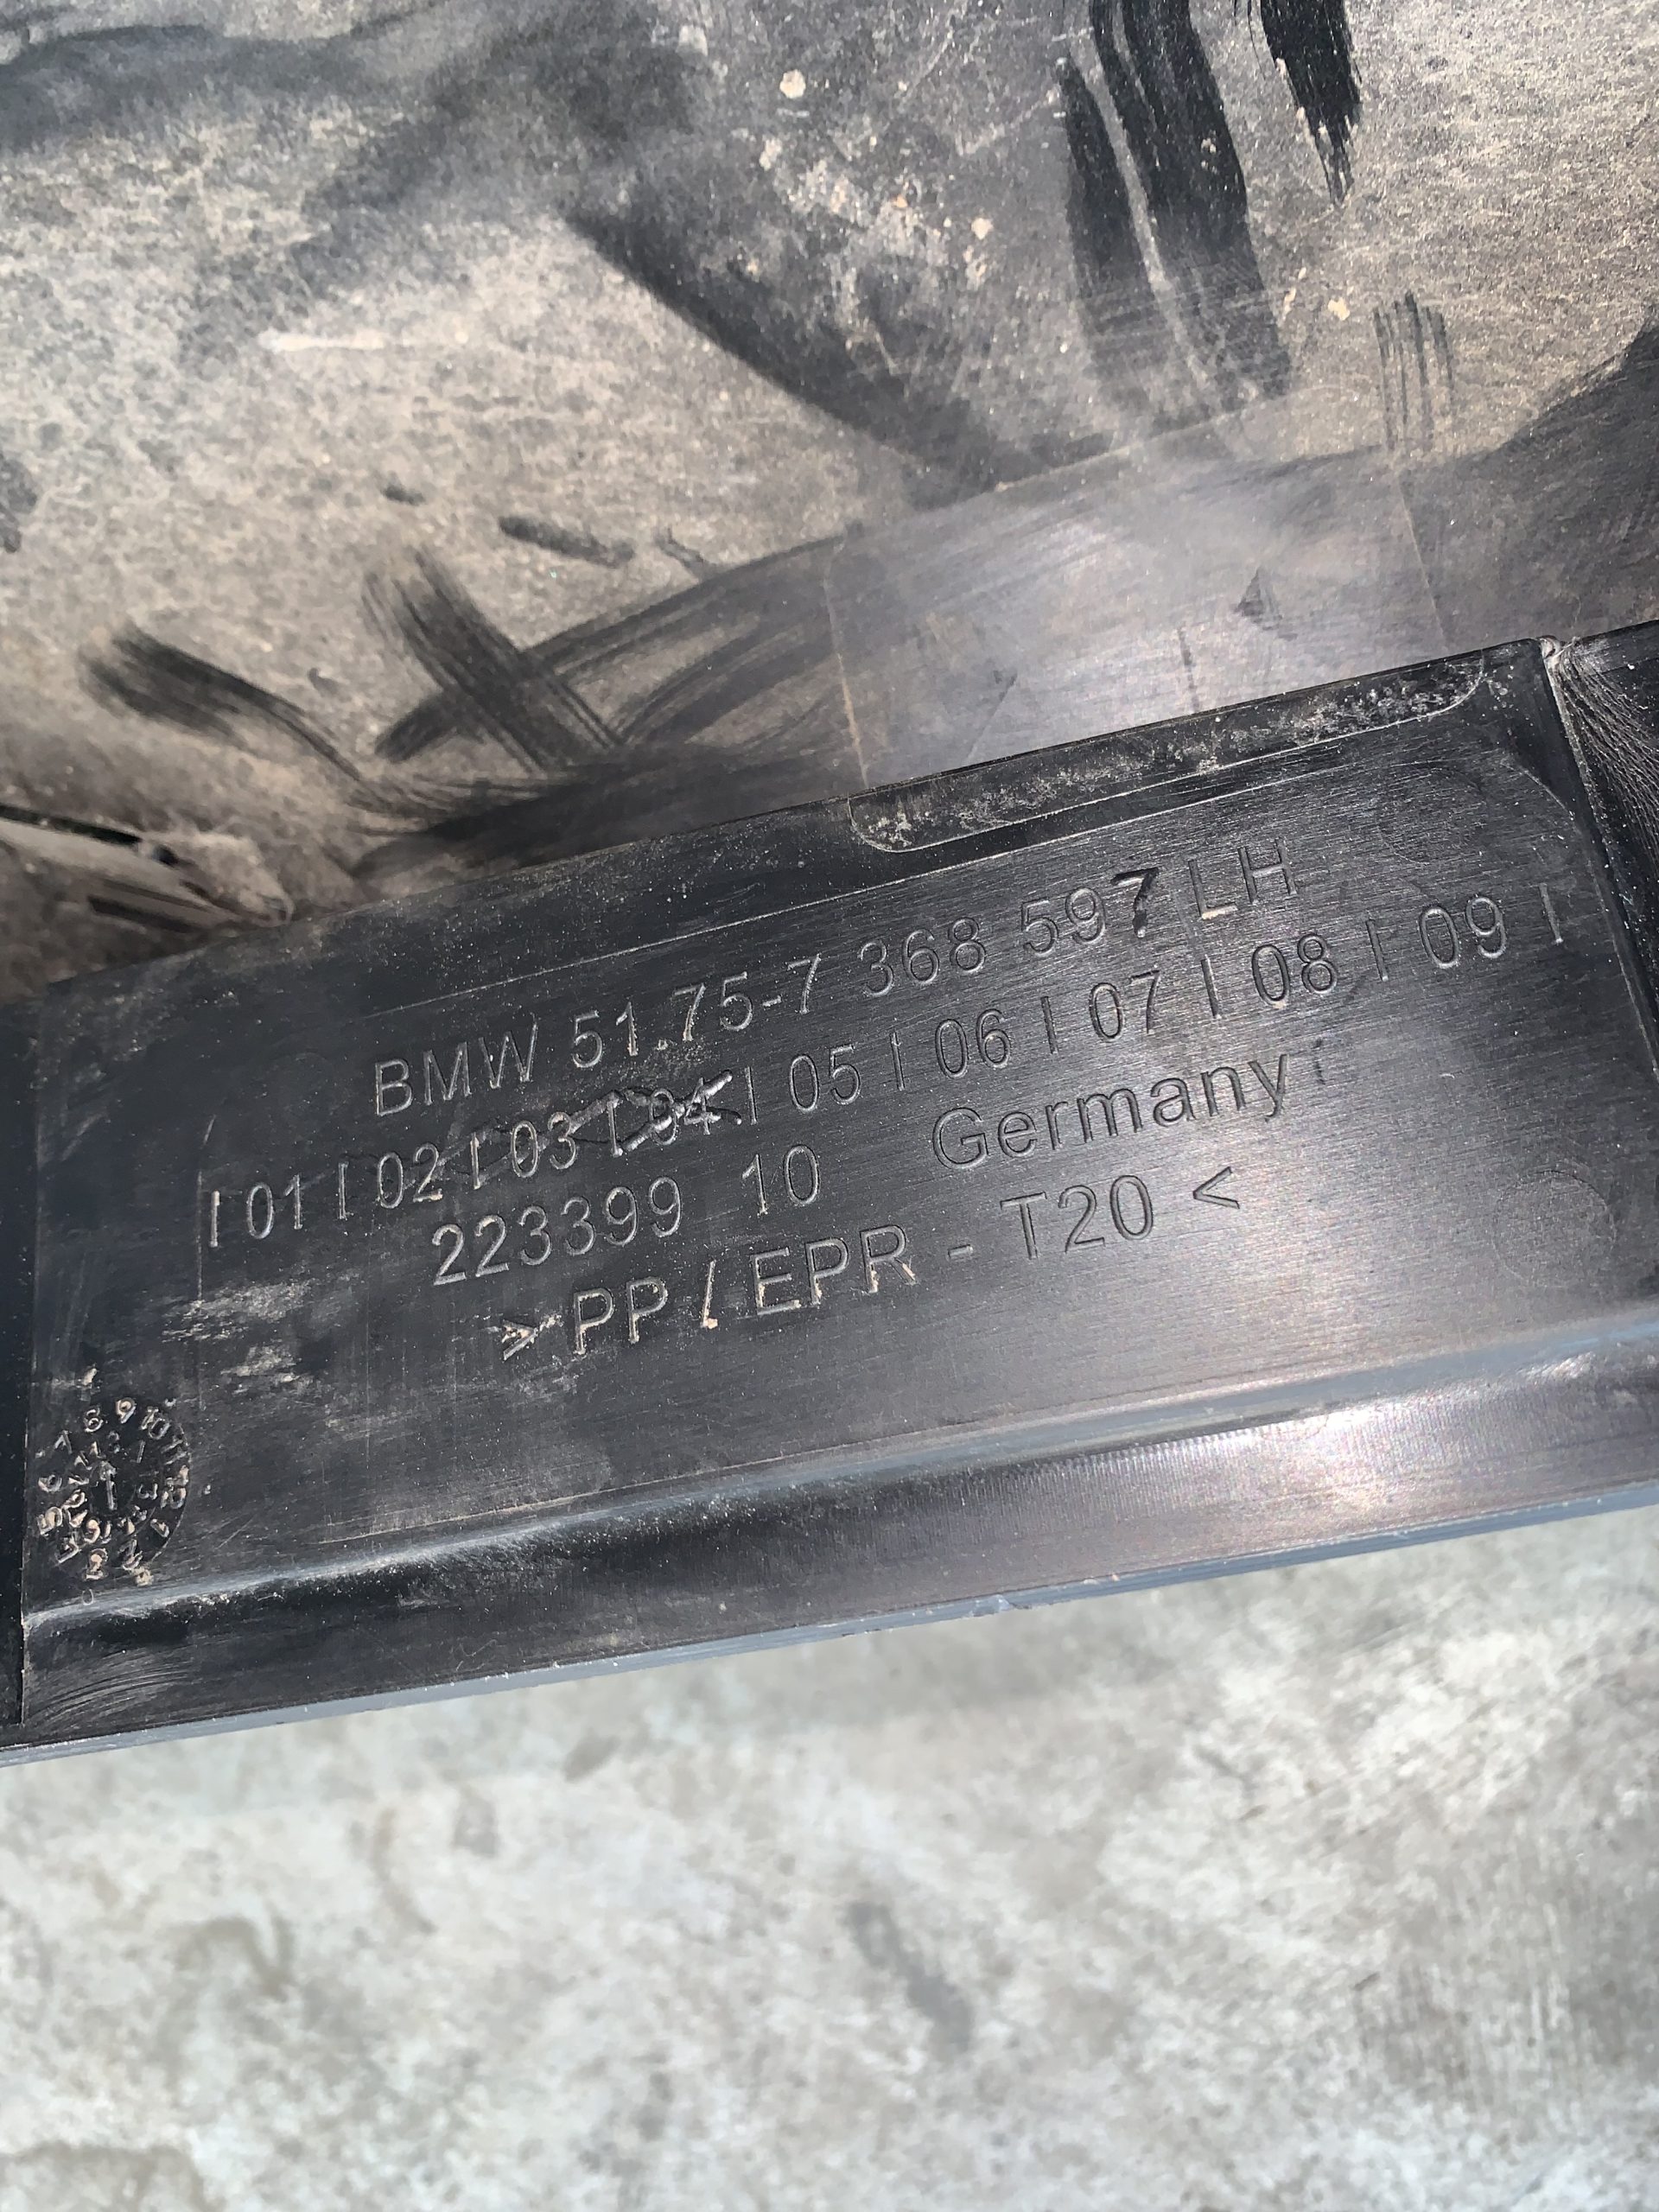 BMW 51.75-7 368 597 LH
I 01 I 02 I 03 I 04 I 05 I 06 I 07 I 08 I 09 I
223399 10 Germany
> PP / EPR - T20 <